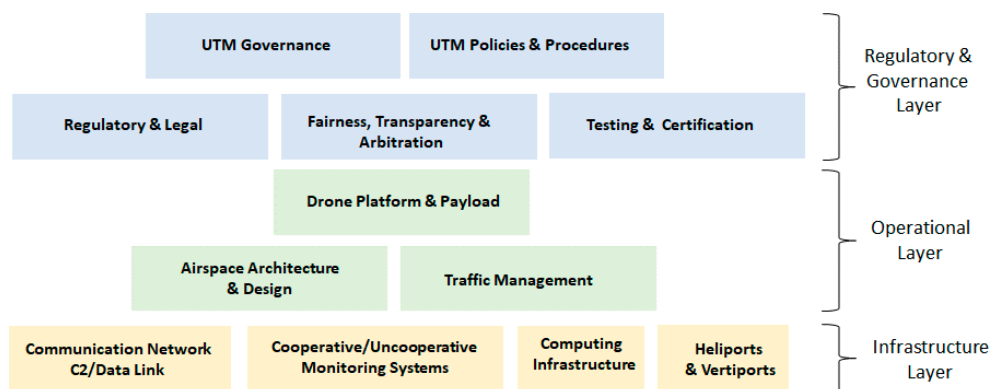 UTM Governance
UTM Policies & Procedures
Regulatory &
Governance
Layer
Regulatory & Legal
Fairness, Transparency &
Arbitration
Testing & Certification
Drone Platform & Payload
Operational
Layer
Airspace Architecture
& Design
Traffic Management
Communication Network
C2/Data Link
Cooperative/Uncooperative
Monitoring Systems
Computing
Infrastructure
Heliports
& Vertiports
Infrastructure
Layer